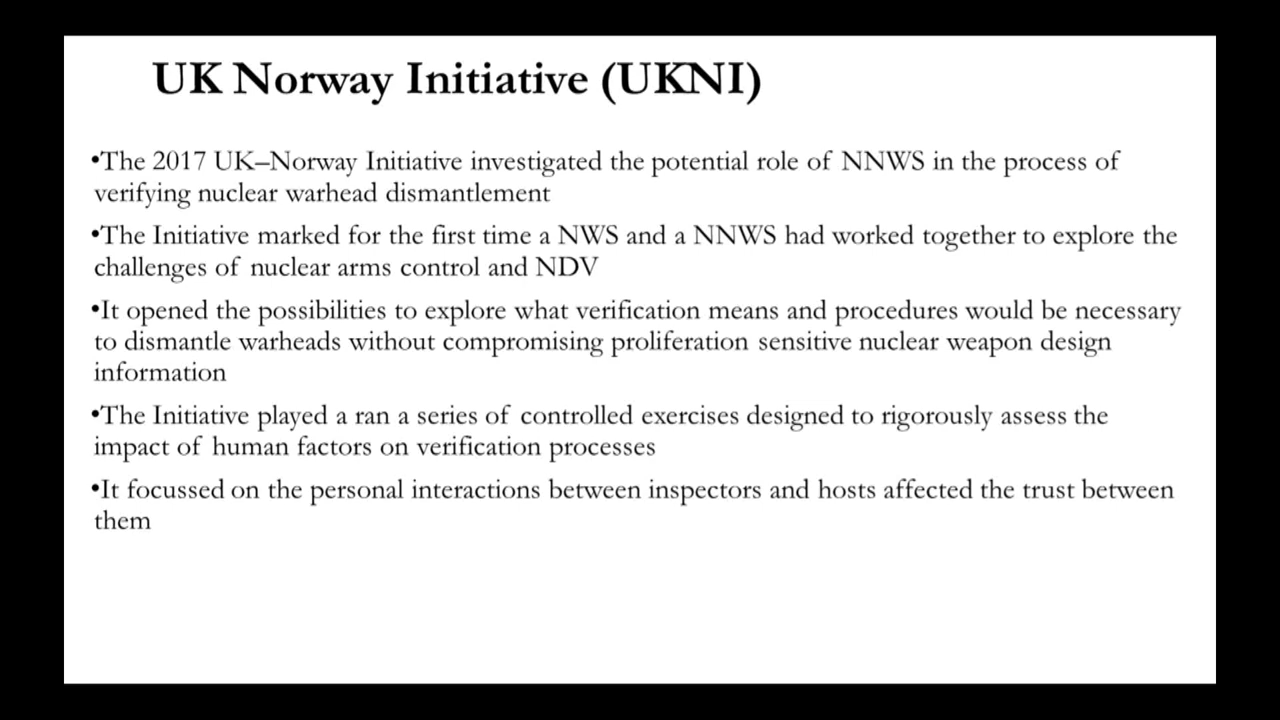 UK Norway Initiative (UKNI)
•The 2017 UK–Norway Initiative investigated the potential role of NNWS in the process of
verifying nuclear warhead dismantlement
•The Initiative marked for the first time a NWS and a NNWS had worked together to explore the
challenges of nuclear arms control and NDV
•It opened the possibilities to explore what verification means and procedures would be necessary
to dismantle warheads without compromising proliferation sensitive nuclear weapon design
information
•The Initiative played a ran a series of controlled exercises designed to rigorously assess the
impact of human factors on verification processes
•It focussed on the personal interactions between inspectors and hosts affected the trust between
them